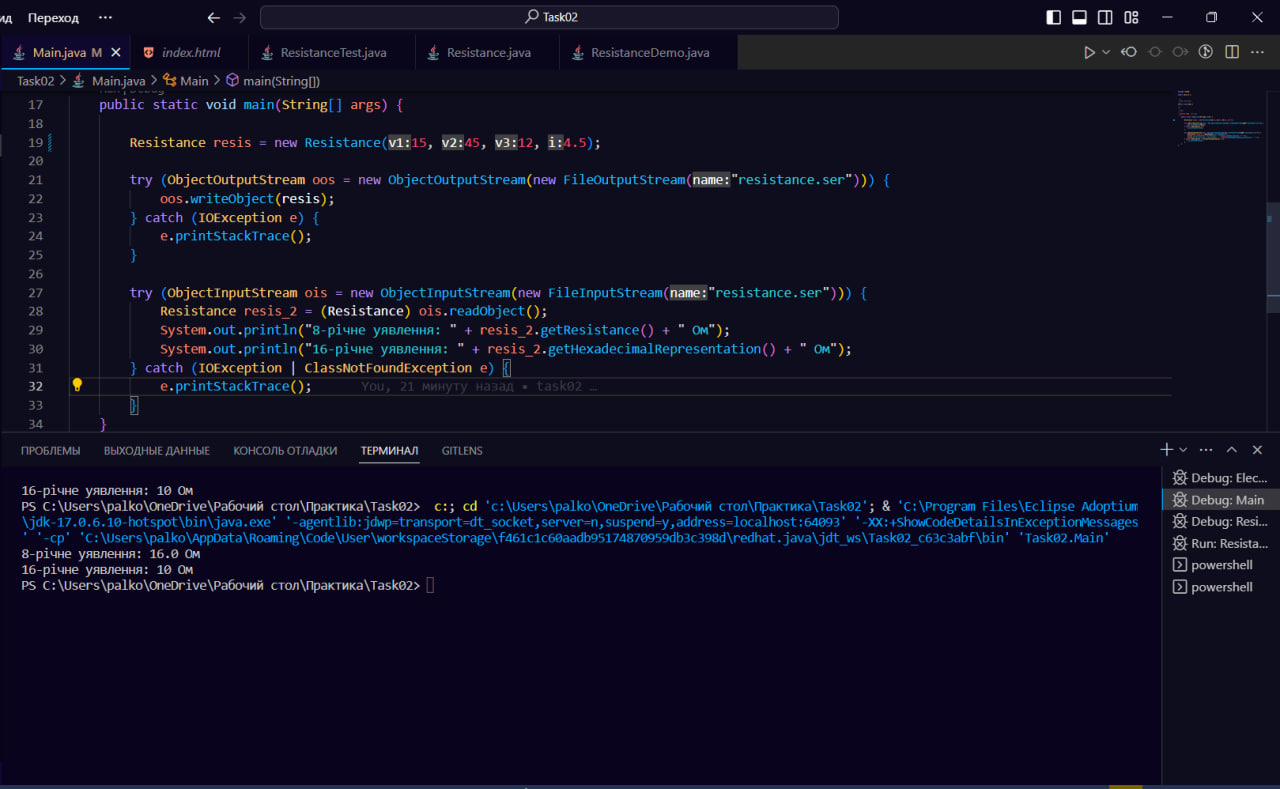 ид Переход ···
Task02
Main.java M
index.html
ResistanceTest.java
Resistance.java
ResistanceDemo.java
Task02 > Main.java > Main > main(String[])
17 public static void main(String[] args) {
18
19 Resistance resis = new Resistance(v1:15, v2:45, v3:12, i:4.5);
20
21 try (ObjectOutputStream oos = new ObjectOutputStream(new FileOutputStream(name:"resistance.ser"))) {
22 oos.writeObject(resis);
23 } catch (IOException e) {
24 e.printStackTrace();
25 }
26
27 try (ObjectInputStream ois = new ObjectInputStream(new FileInputStream(name:"resistance.ser"))) {
28 Resistance resis_2 = (Resistance) ois.readObject();
29 System.out.println("8-річне уявлення: " + resis_2.getResistance() + " Ом");
30 System.out.println("16-річне уявлення: " + resis_2.getHexadecimalRepresentation() + " Ом");
31 } catch (IOException | ClassNotFoundException e) {
32 e.printStackTrace(); You, 21 минуту назад • task02 …
33 }
34 }
ПРОБЛЕМЫ ВЫХОДНЫЕ ДАННЫЕ КОНСОЛЬ ОТЛАДКИ ТЕРМИНАЛ GITLENS
16-річне уявлення: 10 Ом
PS C:\Users\palko\OneDrive\Рабочий стол\Практика\Task02> c:; cd 'c:\Users\palko\OneDrive\Рабочий стол\Практика\Task02'; & 'C:\Program Files\Eclipse Adoptium
\jdk-17.0.6.10-hotspot\bin\java.exe' '-agentlib:jdwp=transport=dt_socket,server=n,suspend=y,address=localhost:64093' '-XX:+ShowCodeDetailsInExceptionMessages
' '-cp' 'C:\Users\palko\AppData\Roaming\Code\User\workspaceStorage\f461c1c60aadb95174870959db3c398d\redhat.java\jdt_ws\Task02_c63c3abf\bin' 'Task02.Main'
8-річне уявлення: 16.0 Ом
16-річне уявлення: 10 Ом
PS C:\Users\palko\OneDrive\Рабочий стол\Практика\Task02>
Debug: Elec...
Debug: Main
Debug: Resi...
Run: Resista...
powershell
powershell